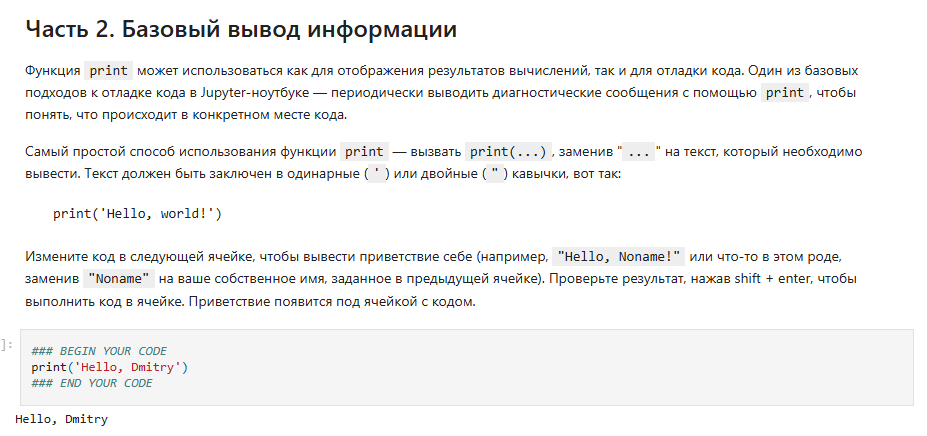 Часть 2. Базовый вывод информации
Функция print может использоваться как для отображения результатов вычислений, так и для отладки кода. Один из базовых
подходов к отладке кода в Jupyter-ноутбуке — периодически выводить диагностические сообщения с помощью print, чтобы
понять, что происходит в конкретном месте кода.
Самый простой способ использования функции print — вызвать print(...), заменив "..." на текст, который необходимо
вывести. Текст должен быть заключен в одинарные (') или двойные (") кавычки, вот так:
print('Hello, world!')
Измените код в следующей ячейке, чтобы вывести приветствие себе (например, "Hello, Noname!" или что-то в этом роде,
заменив "Noname" на ваше собственное имя, заданное в предыдущей ячейке). Проверьте результат, нажав shift + enter, чтобы
выполнить код в ячейке. Приветствие появится под ячейкой с кодом.
]:
### BEGIN YOUR CODE
print('Hello, Dmitry')
### END YOUR CODE
Hello, Dmitry